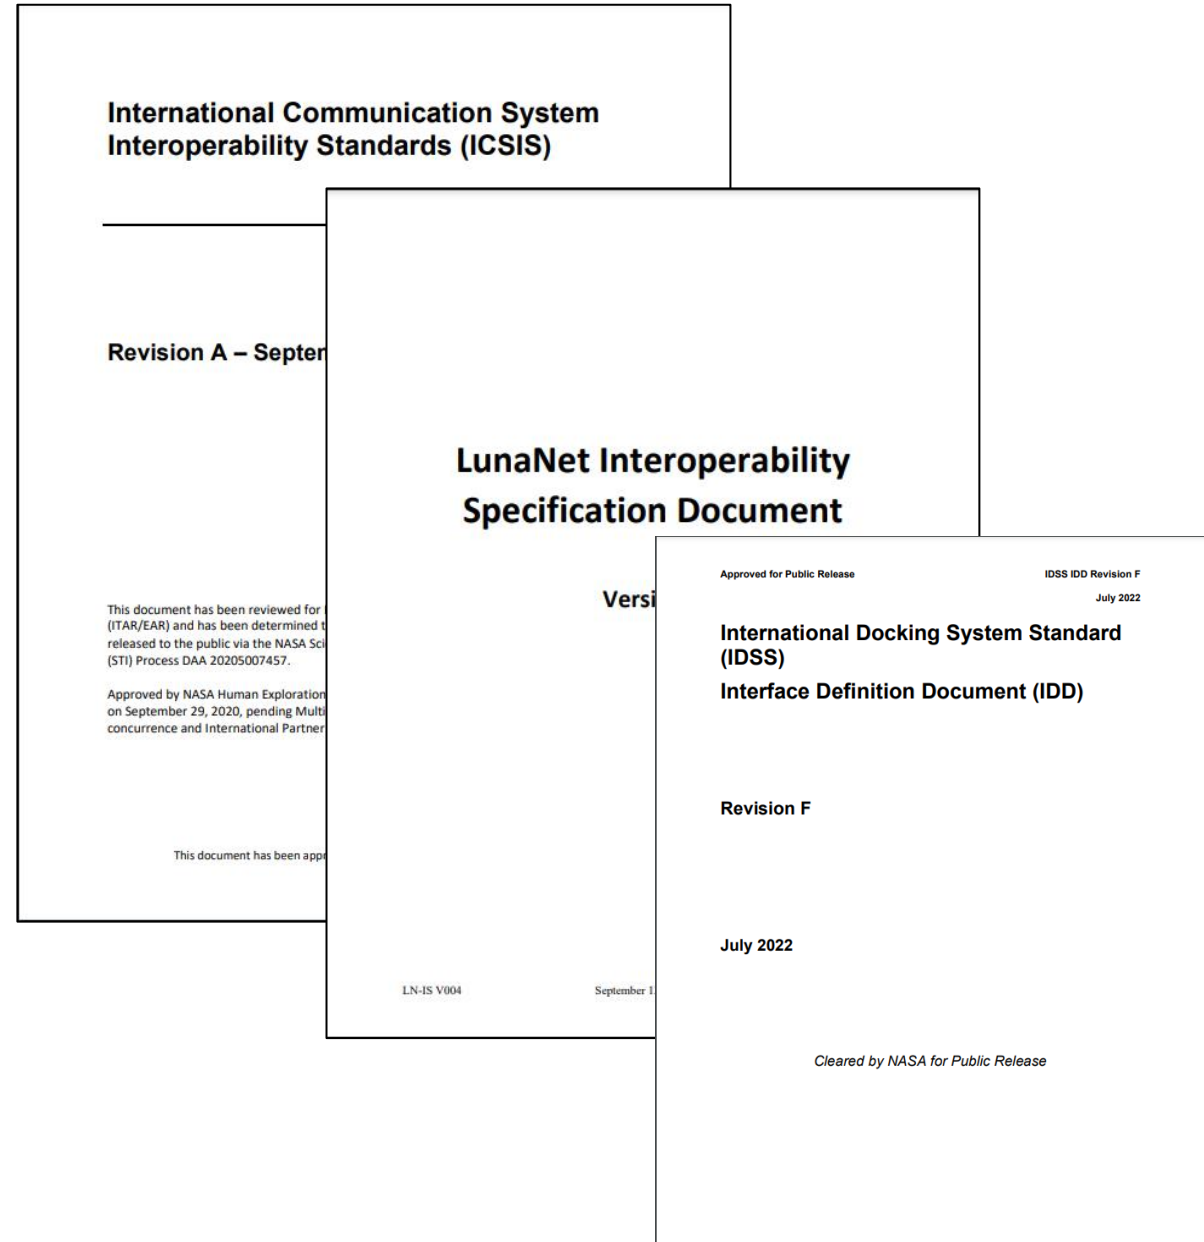 International Communication System
Interoperability Standards (ICSIS)
Revision A – Septem
This document has been reviewed for
(ITAR/EAR) and has been determined
released to the public via the NASA
(STI) Process DAA 20205007457.
Approved by NASA Human Exploration
on September 29, 2020, pending Multi
concurrence and International Partner
This document has been
LunaNet Interoperability
Specification Document
Versi
LN-IS V004
September 1
Approved for Public Release
IDSS IDD Revision F
July 2022
International Docking System Standard
(IDSS)
Interface Definition Document (IDD)
Revision F
July 2022
Cleared by NASA for Public Release